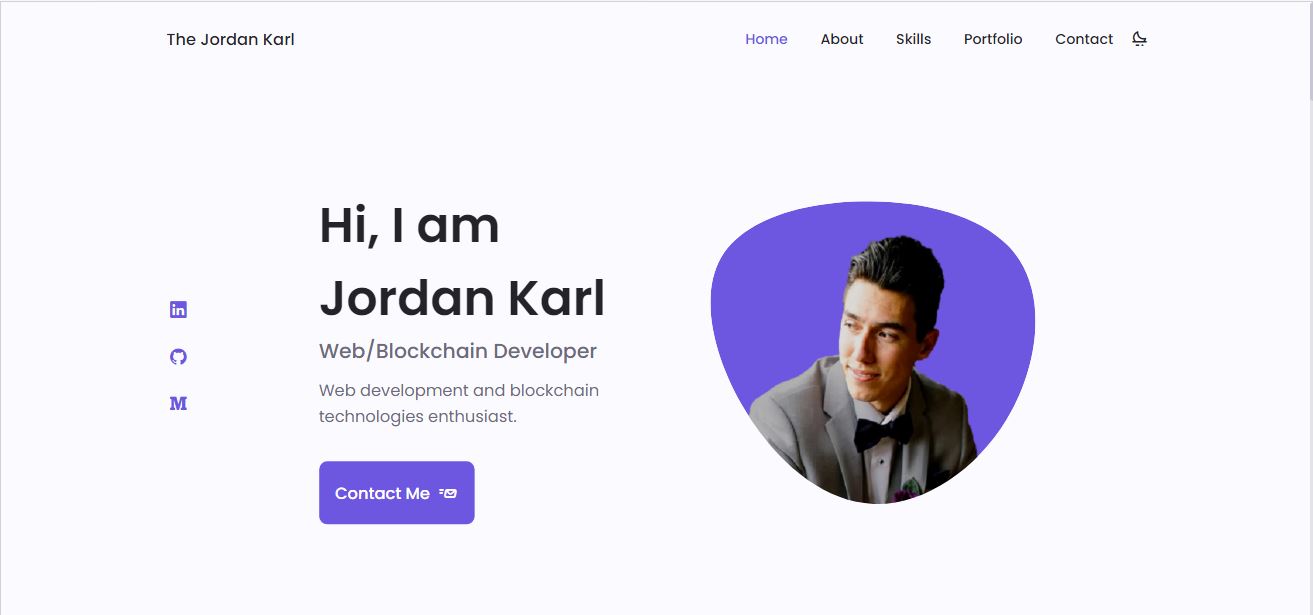 The Jordan Karl
Home About Skills Portfolio Contact
Hi, I am
Jordan Karl
Web/Blockchain Developer
Web development and blockchain
technologies enthusiast.
Contact Me
in
M